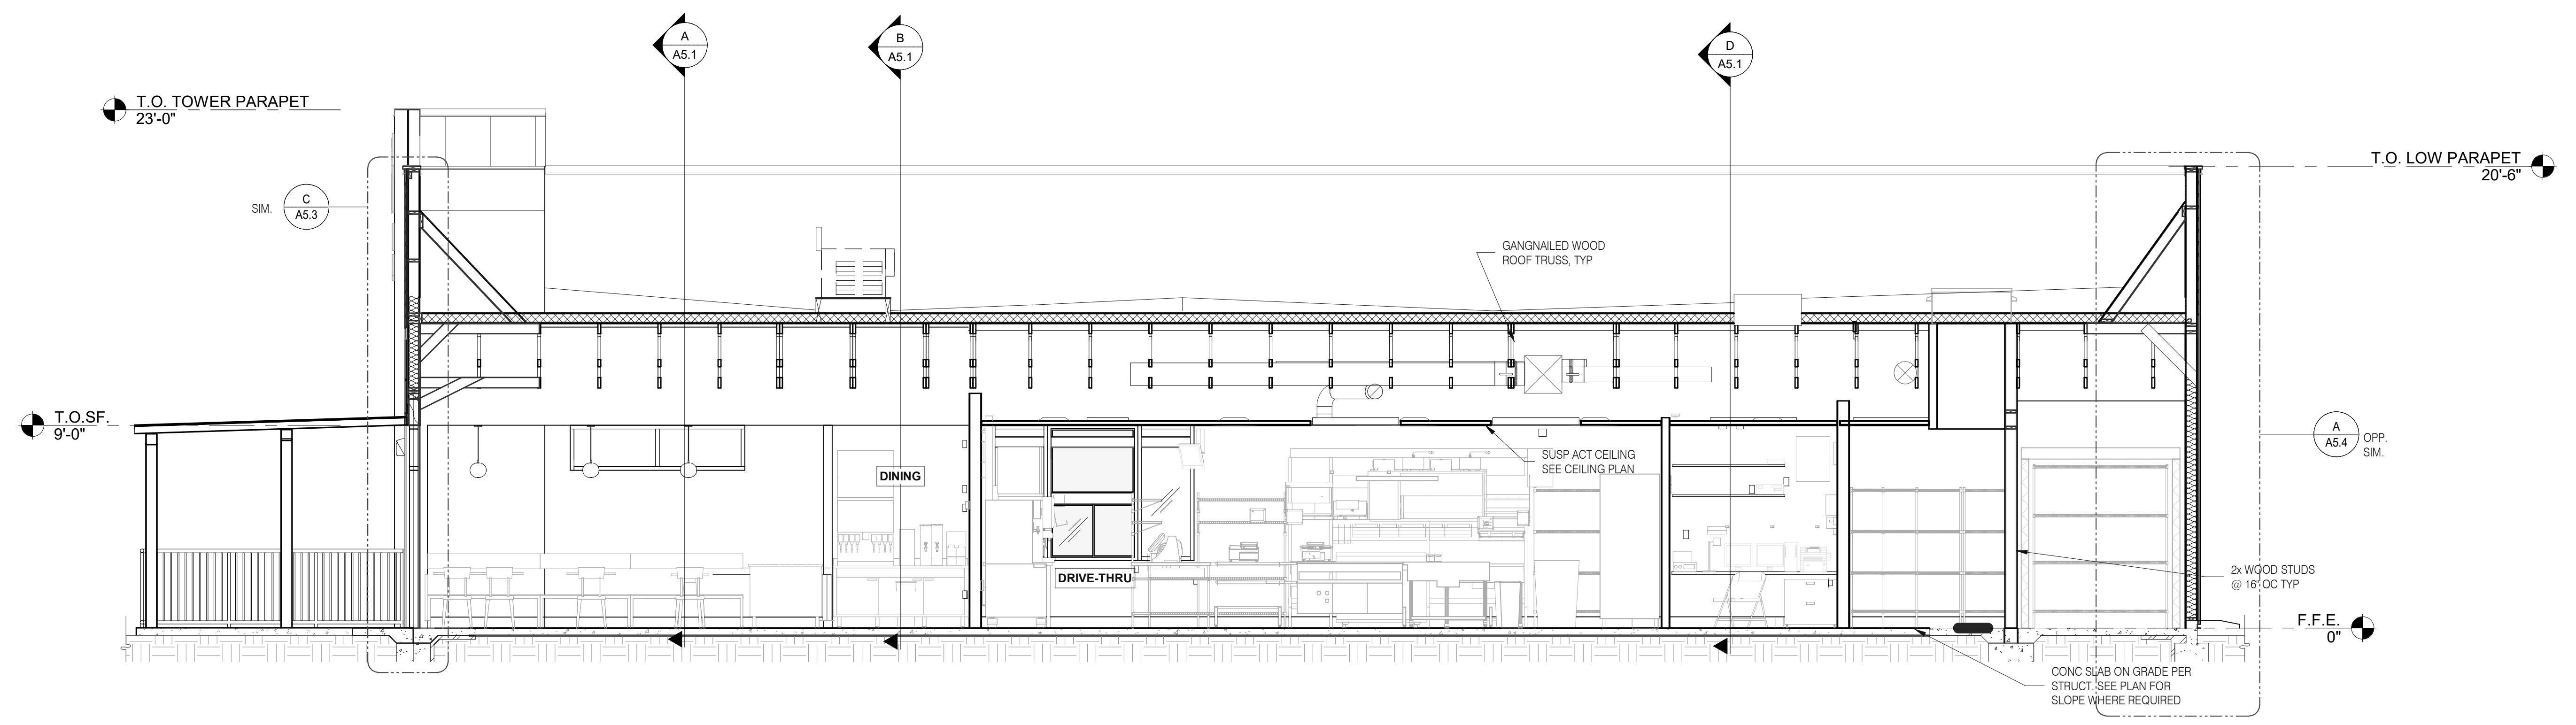 A
A5.1
B
A5.1
D
A5.1
T.O. TOWER PARAPET
23'-0"
T.O. LOW PARAPET
20'-6"
SIM.
C
A5.3
GANGNAILED WOOD
ROOF TRUSS, TYP
T.O.SF.
9'-0"
A
A5.4
OPP.
SIM.
SUSP ACT CEILING
SEE CEILING PLAN
DINING
DRIVE-THRU
2x WOOD STUDS
@ 16" OC TYP
F.F.E.
0"
CONC SLAB ON GRADE PER
STRUCT. SEE PLAN FOR
SLOPE WHERE REQUIRED